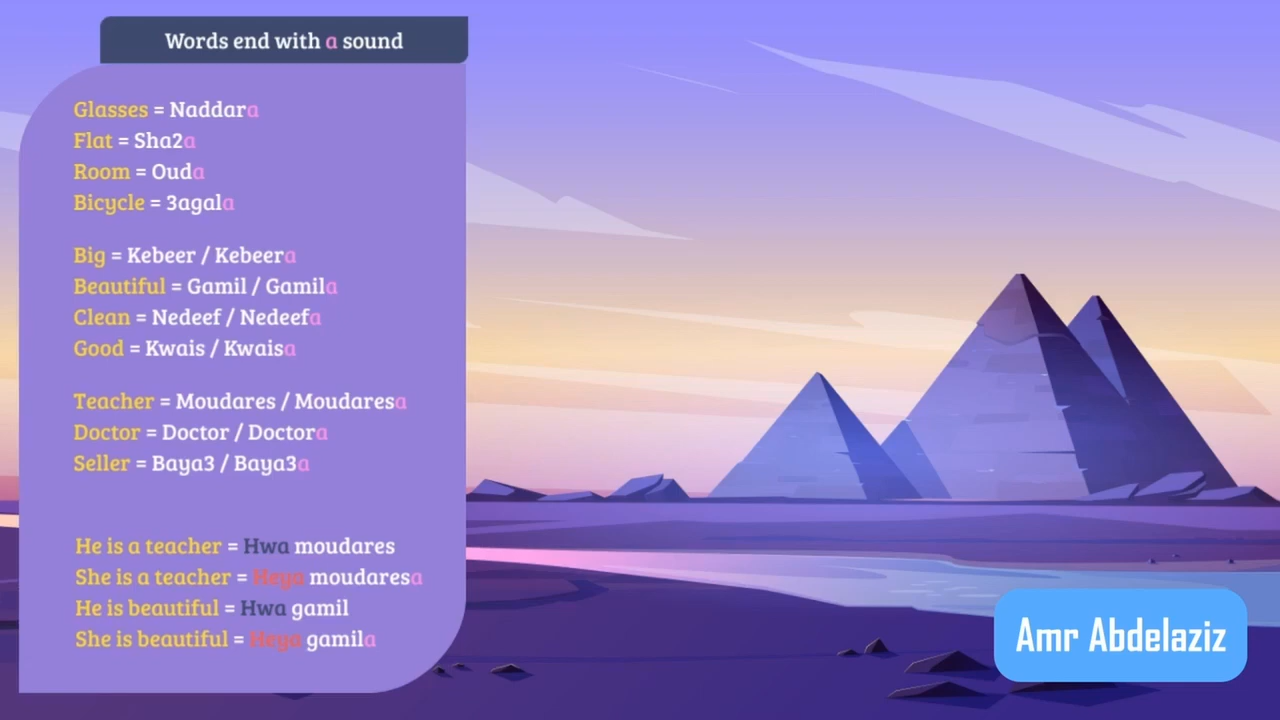 Words end with a sound
Glasses = Naddara
Flat = Sha2a
Room = Ouda
Bicycle = 3agala
Big = Kebeer / Kebeera
Beautiful = Gamil / Gamila
Clean = Nedeef / Nedeefa
Good = Kwais / Kwaisa
Teacher = Moudares / Moudaresa
Doctor = Doctor / Doctora
Seller = Baya3 / Baya3a
He is a teacher = Hwa moudares
She is a teacher = Heya moudaresa
He is beautiful = Hwa gamil
She is beautiful = Heya gamila
Amr Abdelaziz